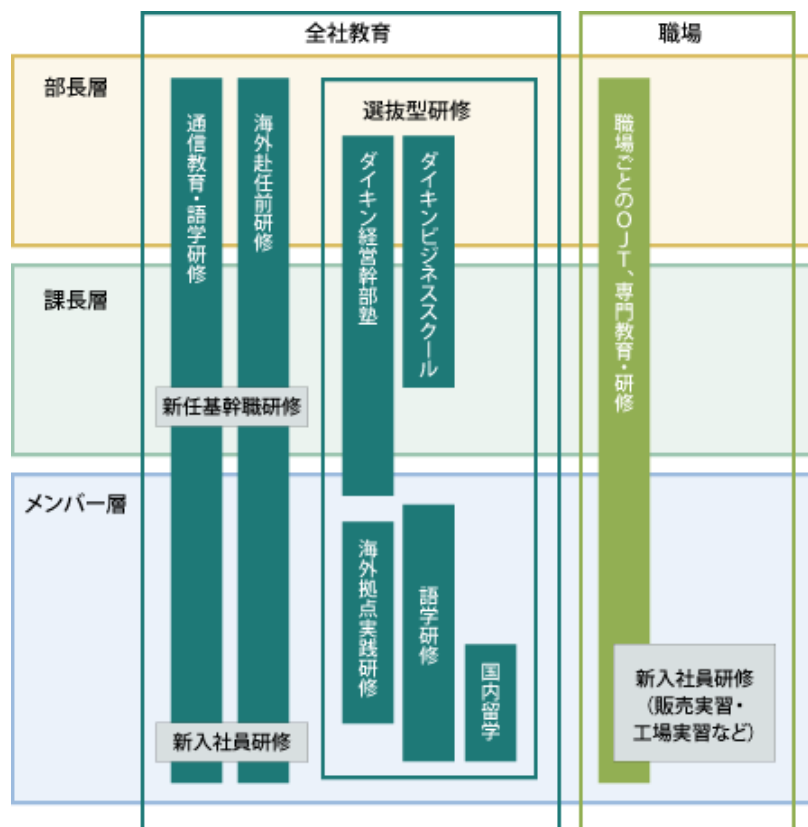 全社教育
職場
部長層
通信教育・語学研修
海外赴任前研修
選抜型研修
ダイキン経営幹部塾
ダイキンビジネススクール
職場ごとのOJT、専門教育・研修
課長層
新任基幹職研修
メンバー層
海外拠点実践研修
語学研修
国内留学
新入社員研修
新入社員研修
（販売実習・
工場実習など）